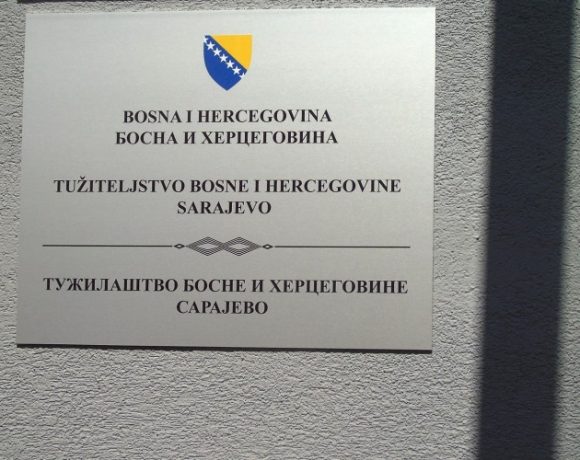 BOSNA I HERCEGOVINA
БОСНА И ХЕРЦЕГОВИНА
TUŽITELJSTVO BOSNE I HERCEGOVINE
SARAJEVO
ТУЖИЛАШТВО БОСНЕ И ХЕРЦЕГОВИНЕ
САРАЈЕВО